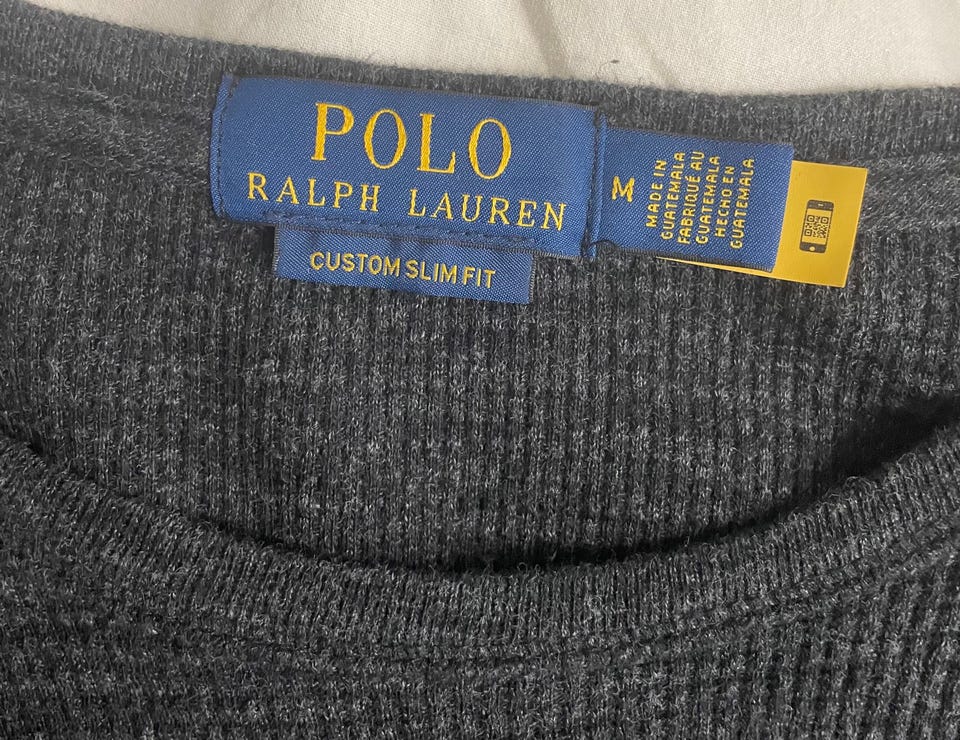 POLO
RALPH LAUREN
CUSTOM SLIM FIT
M
MADE IN
GUATEMALA
FABRIQUÉ AU
GUATEMALA
HECHO EN
GUATEMALA